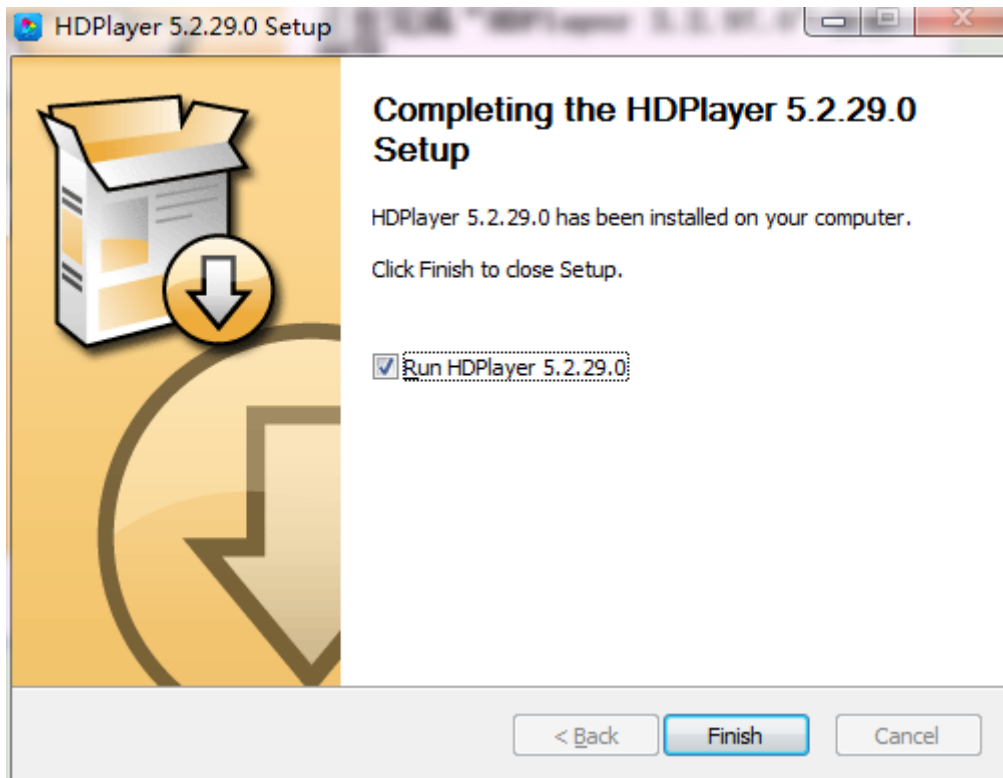 HDPlayer 5.2.29.0 Setup
Completing the HDPlayer 5.2.29.0
Setup
HDPlayer 5.2.29.0 has been installed on your computer.
Click Finish to close Setup.
Run HDPlayer 5.2.29.0
< Back
Finish
Cancel